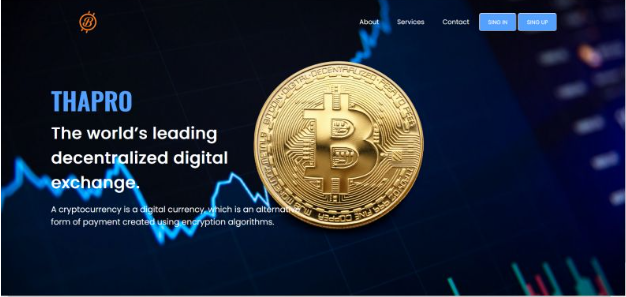 About Services Contact SING IN SING UP
THAPRO
The world's leading
decentralized digital
exchange.
A cryptocurrency is a digital currency, which is an alternative
form of payment created using encryption algorithms.